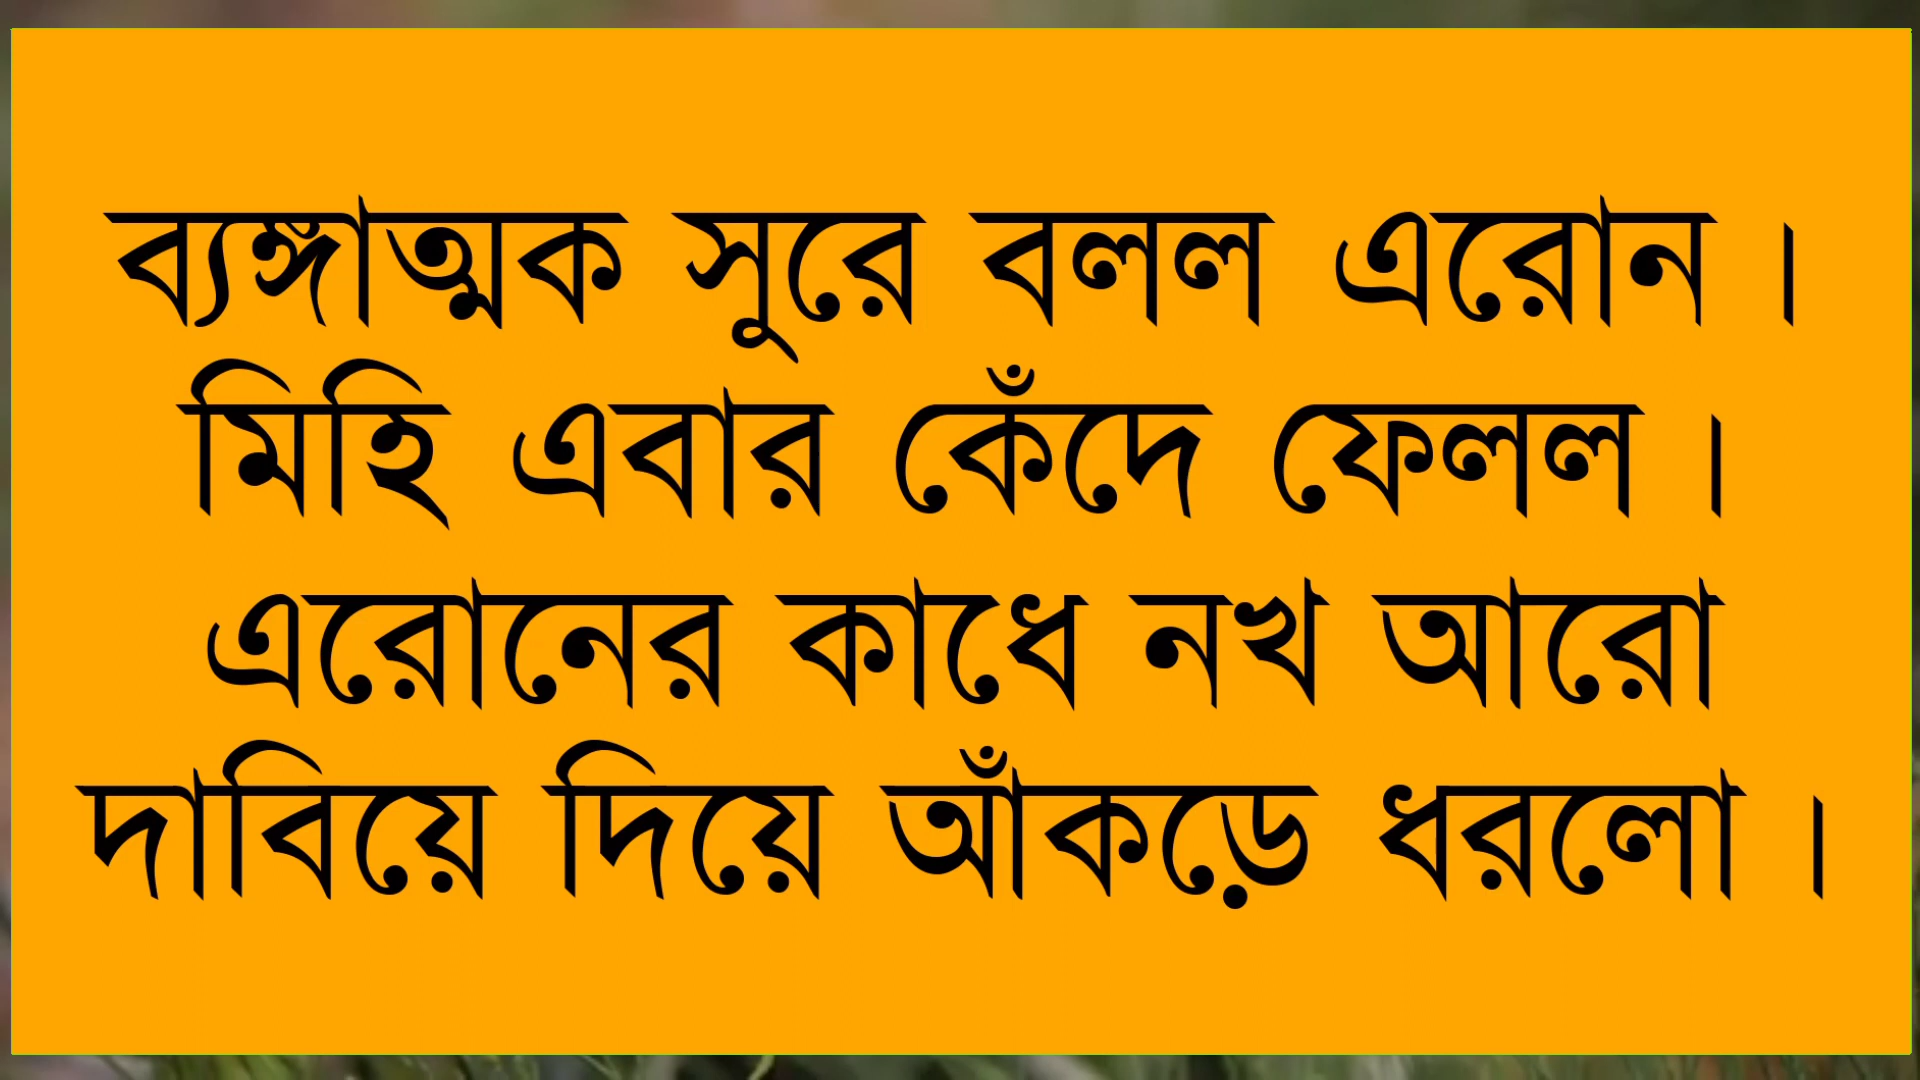 ব্যঙ্গাত্মক সুরে বলল এরোন ।
মিহি এবার কেঁদে ফেলল ।
এরোনের কাধে নখ আরো
দাবিয়ে দিয়ে আঁকড়ে ধরলো ।